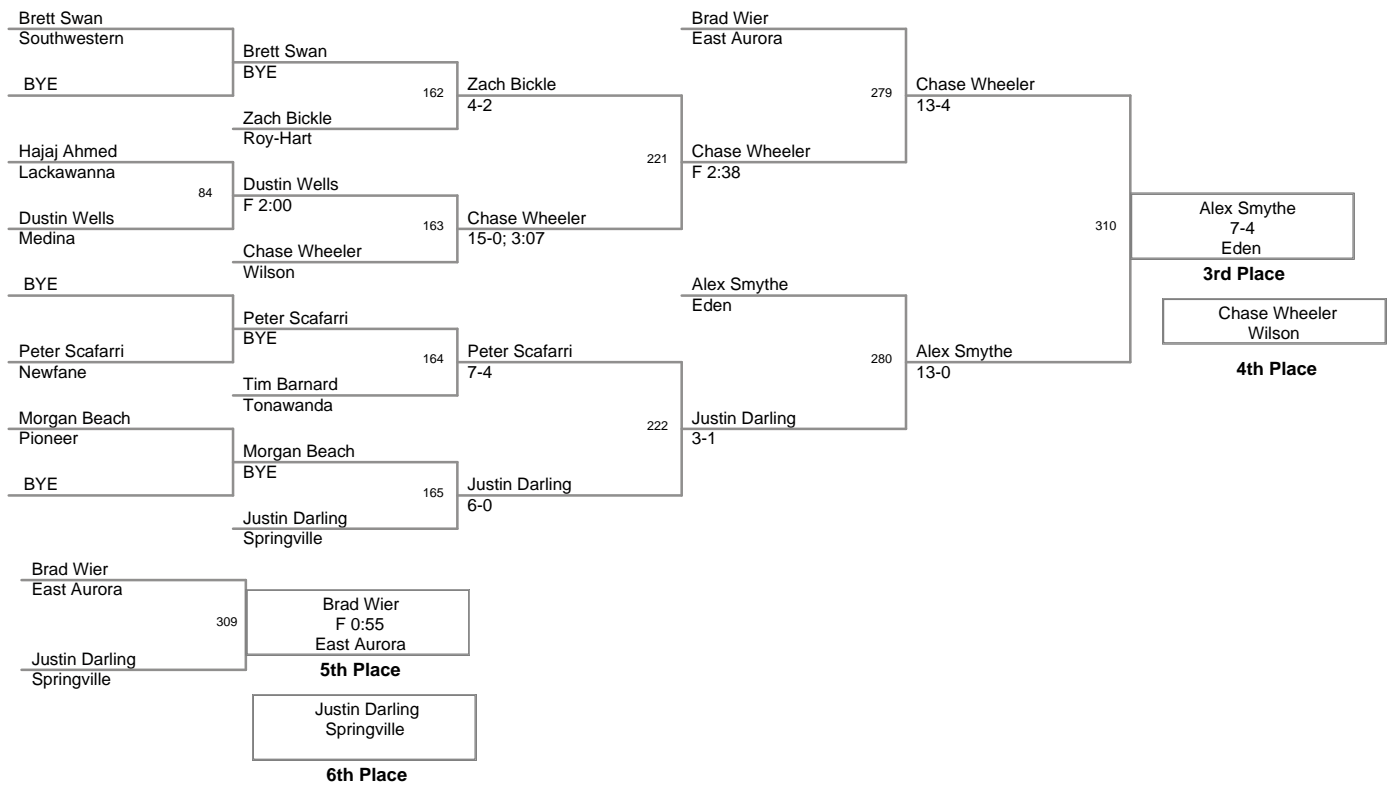 Brett Swan
Southwestern
BYE
Hajaj Ahmed
Lackawanna
84
Dustin Wells
Medina
BYE
Peter Scafarri
Newfane
Morgan Beach
Pioneer
BYE
Brett Swan
BYE
162
Zach Bickle
Roy-Hart
Dustin Wells
F 2:00
163
Chase Wheeler
Wilson
Peter Scafarri
BYE
164
Tim Barnard
Tonawanda
Morgan Beach
BYE
165
Justin Darling
Springville
Zach Bickle
4-2
221
Chase Wheeler
15-0; 3:07
Peter Scafarri
7-4
222
Justin Darling
6-0
Brad Wier
East Aurora
279
Chase Wheeler
F 2:38
Alex Smythe
Eden
280
Justin Darling
3-1
Chase Wheeler
13-4
310
Alex Smythe
13-0
Alex Smythe
7-4
Eden
3rd Place
Chase Wheeler
Wilson
4th Place
Brad Wier
East Aurora
309
Justin Darling
Springville
Brad Wier
F 0:55
East Aurora
5th Place
Justin Darling
Springville
6th Place